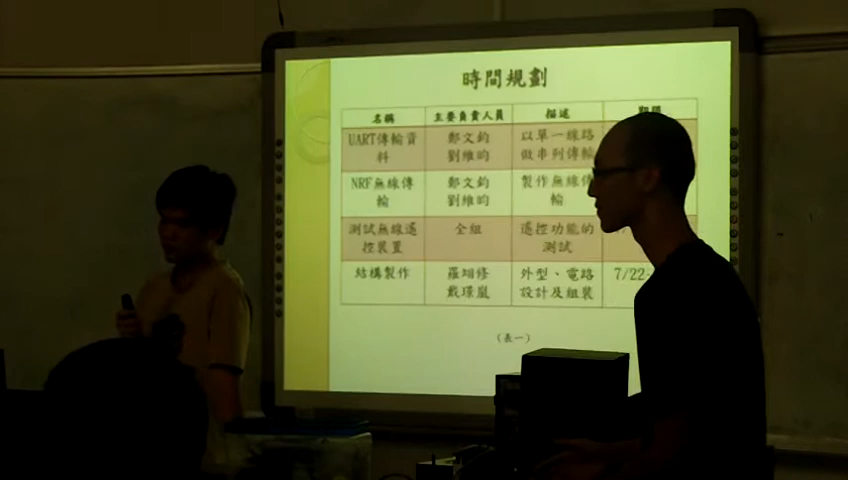 時間規劃
名稱 主要負責人員 描述
UART傳輸資 鄭文鈞 以單一線路
料 劉維昀 做串列傳輸
NRF無線傳 鄭文鈞 製作無線傳
輸 劉維昀 輸
測試無線遙 全組 遙控功能的
控裝置 測試
結構製作 羅翊修 外型、電路 7/22-
戴璟嵐 設計及組裝
(表一)